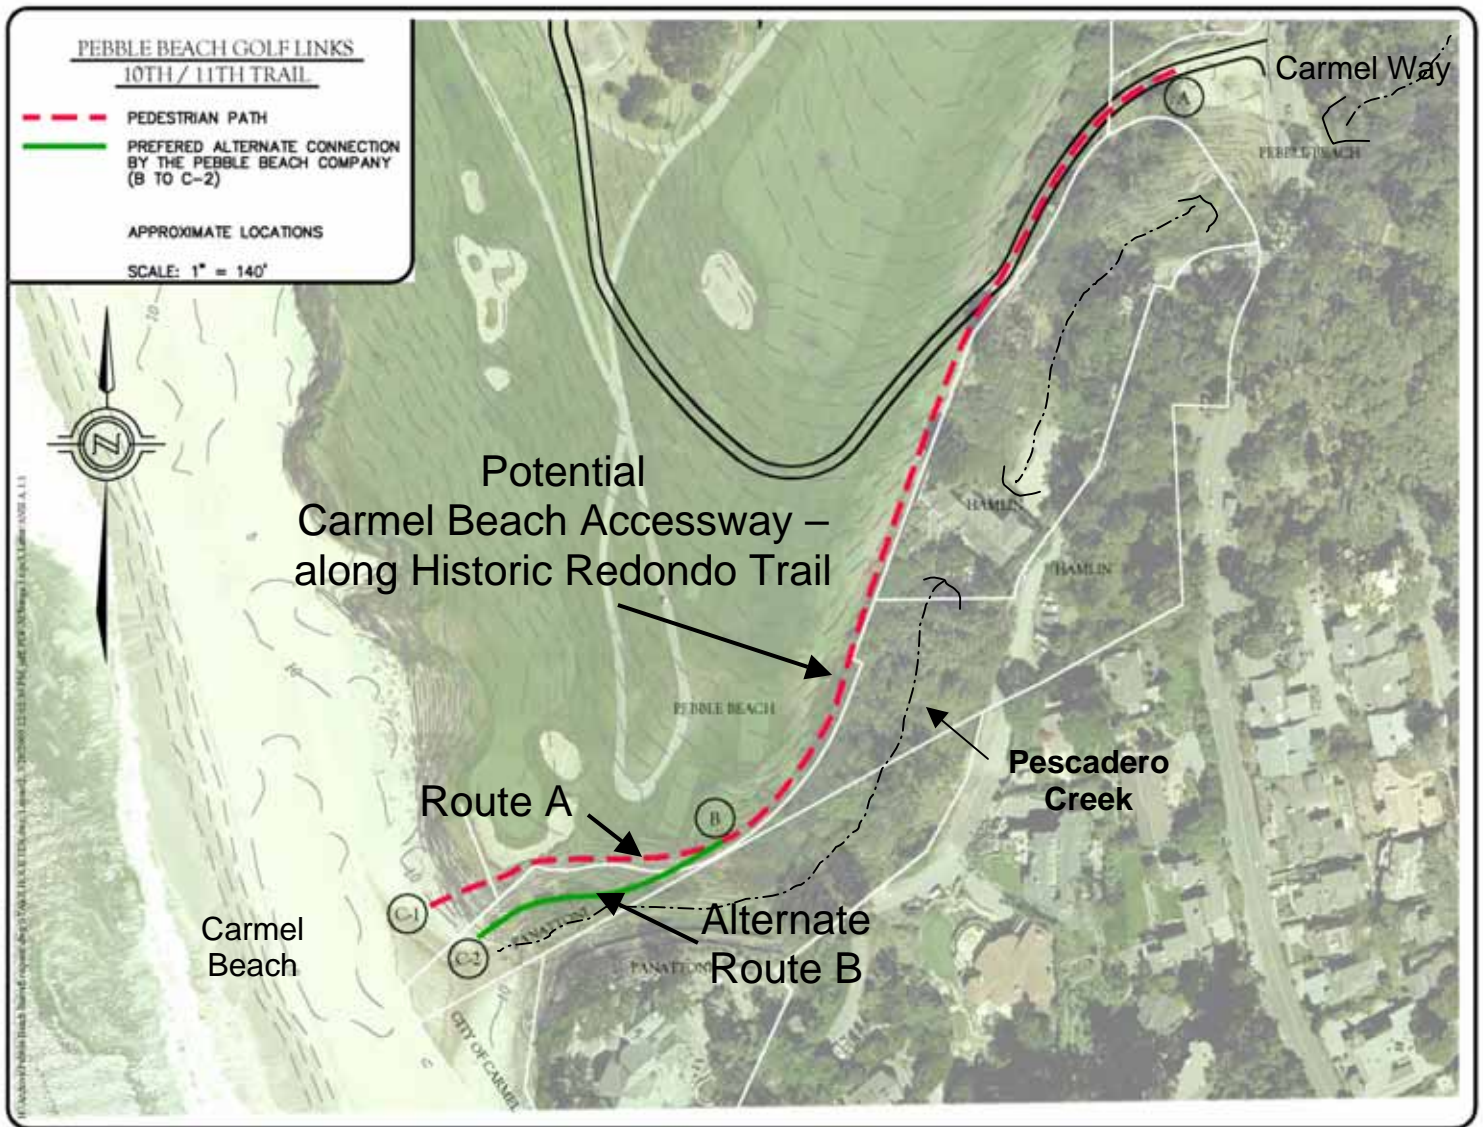 PEBBLE BEACH GOLF LINKS
10TH / 11TH TRAIL
PEDESTRIAN PATH
PREFERED ALTERNATE CONNECTION
BY THE PEBBLE BEACH COMPANY
(B TO C-2)
APPROXIMATE LOCATIONS
SCALE: 1" = 140'
Carmel Way
A
PEBBLE BEACH
N
Potential
Carmel Beach Accessway –
along Historic Redondo Trail
HAMLIN
HAMLIN
PEBBLE BEACH
Pescadero
Creek
Route A
B
C-1
C-2
PANATTONI
Alternate
Route B
PANATTONI
Carmel
Beach
CITY OF CARMEL
10
10